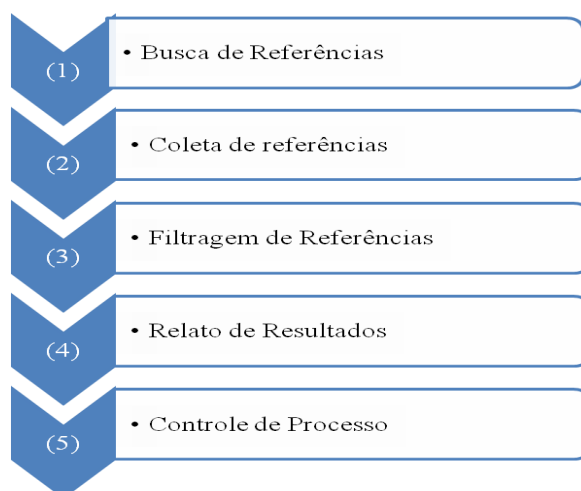 (1)
• Busca de Referências
(2)
• Coleta de referências
(3)
• Filtragem de Referências
(4)
• Relato de Resultados
(5)
• Controle de Processo